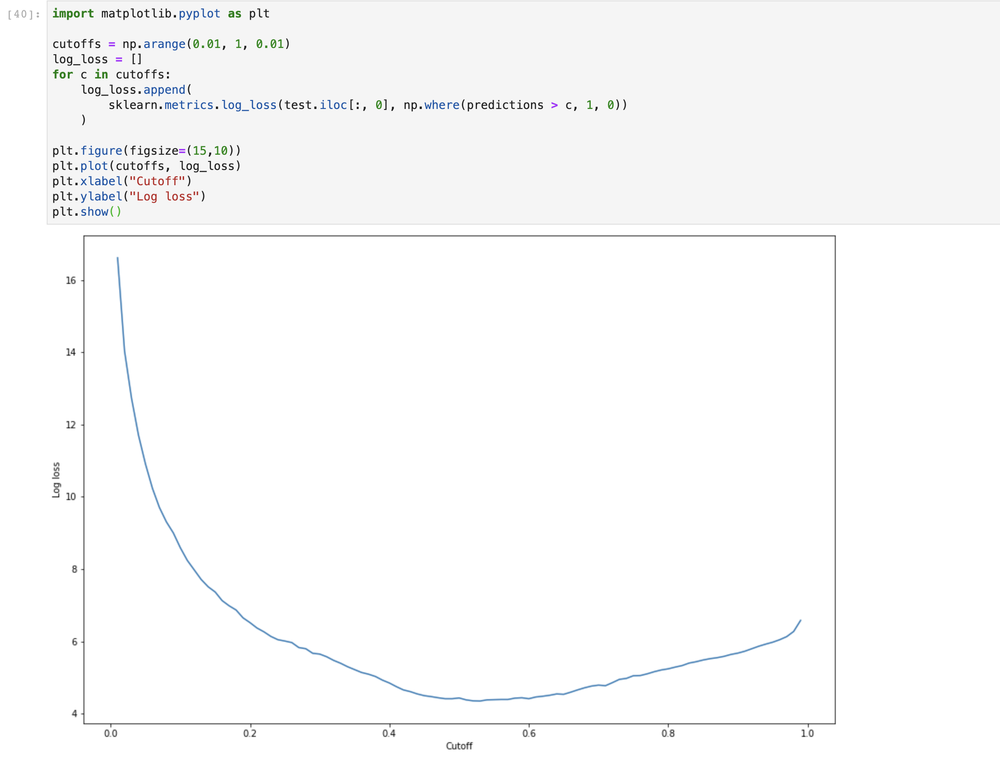 [40]: import matplotlib.pyplot as plt
cutoffs = np.arange(0.01, 1, 0.01)
log_loss = []
for c in cutoffs:
    log_loss.append(
        sklearn.metrics.log_loss(test.iloc[:, 0], np.where(predictions > c, 1, 0))
    )
plt.figure(figsize=(15,10))
plt.plot(cutoffs, log_loss)
plt.xlabel("Cutoff")
plt.ylabel("Log loss")
plt.show()
16
14
12
Log loss
10
8
6
4
0.0 0.2 0.4 0.6 0.8 1.0
Cutoff